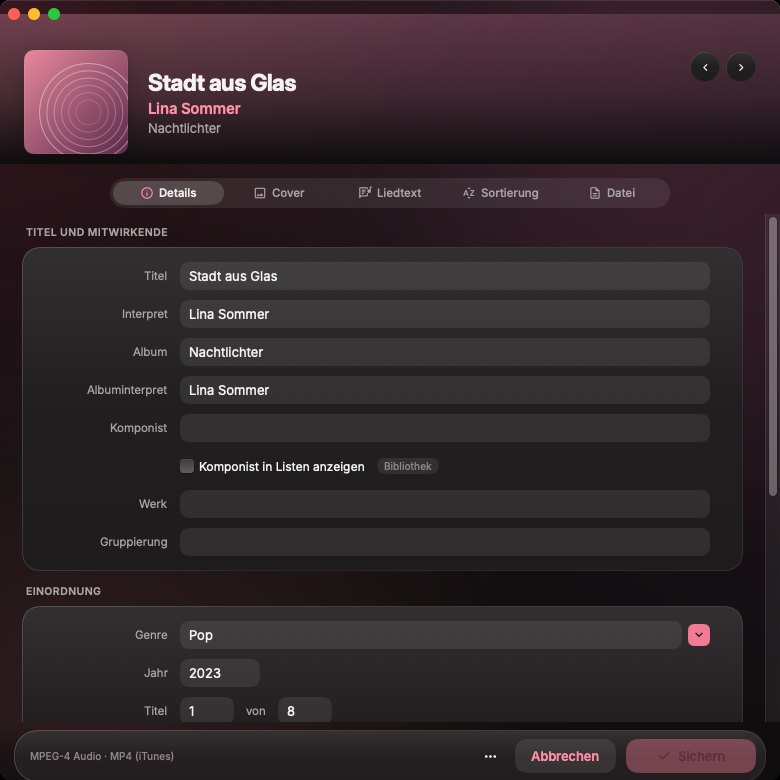 Stadt aus Glas
Lina Sommer
Nachtlichter
Details Cover Liedtext Sortierung Datei
TITEL UND MITWIRKENDE
Titel Stadt aus Glas
Interpret Lina Sommer
Album Nachtlichter
Albuminterpret Lina Sommer
Komponist
Komponist in Listen anzeigen Bibliothek
Werk
Gruppierung
EINORDNUNG
Genre Pop
Jahr 2023
Titel 1 von 8
MPEG-4 Audio · MP4 (iTunes) ••• Abbrechen Sichern